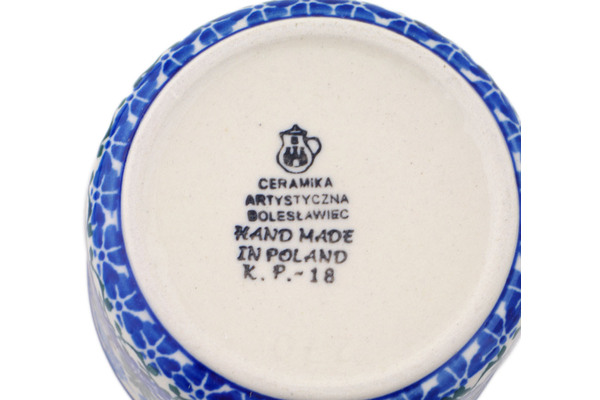 CERAMIKA
ARTYSTYCZNA
BOLESŁAWIEC
HAND MADE
IN POLAND
K. P.-18